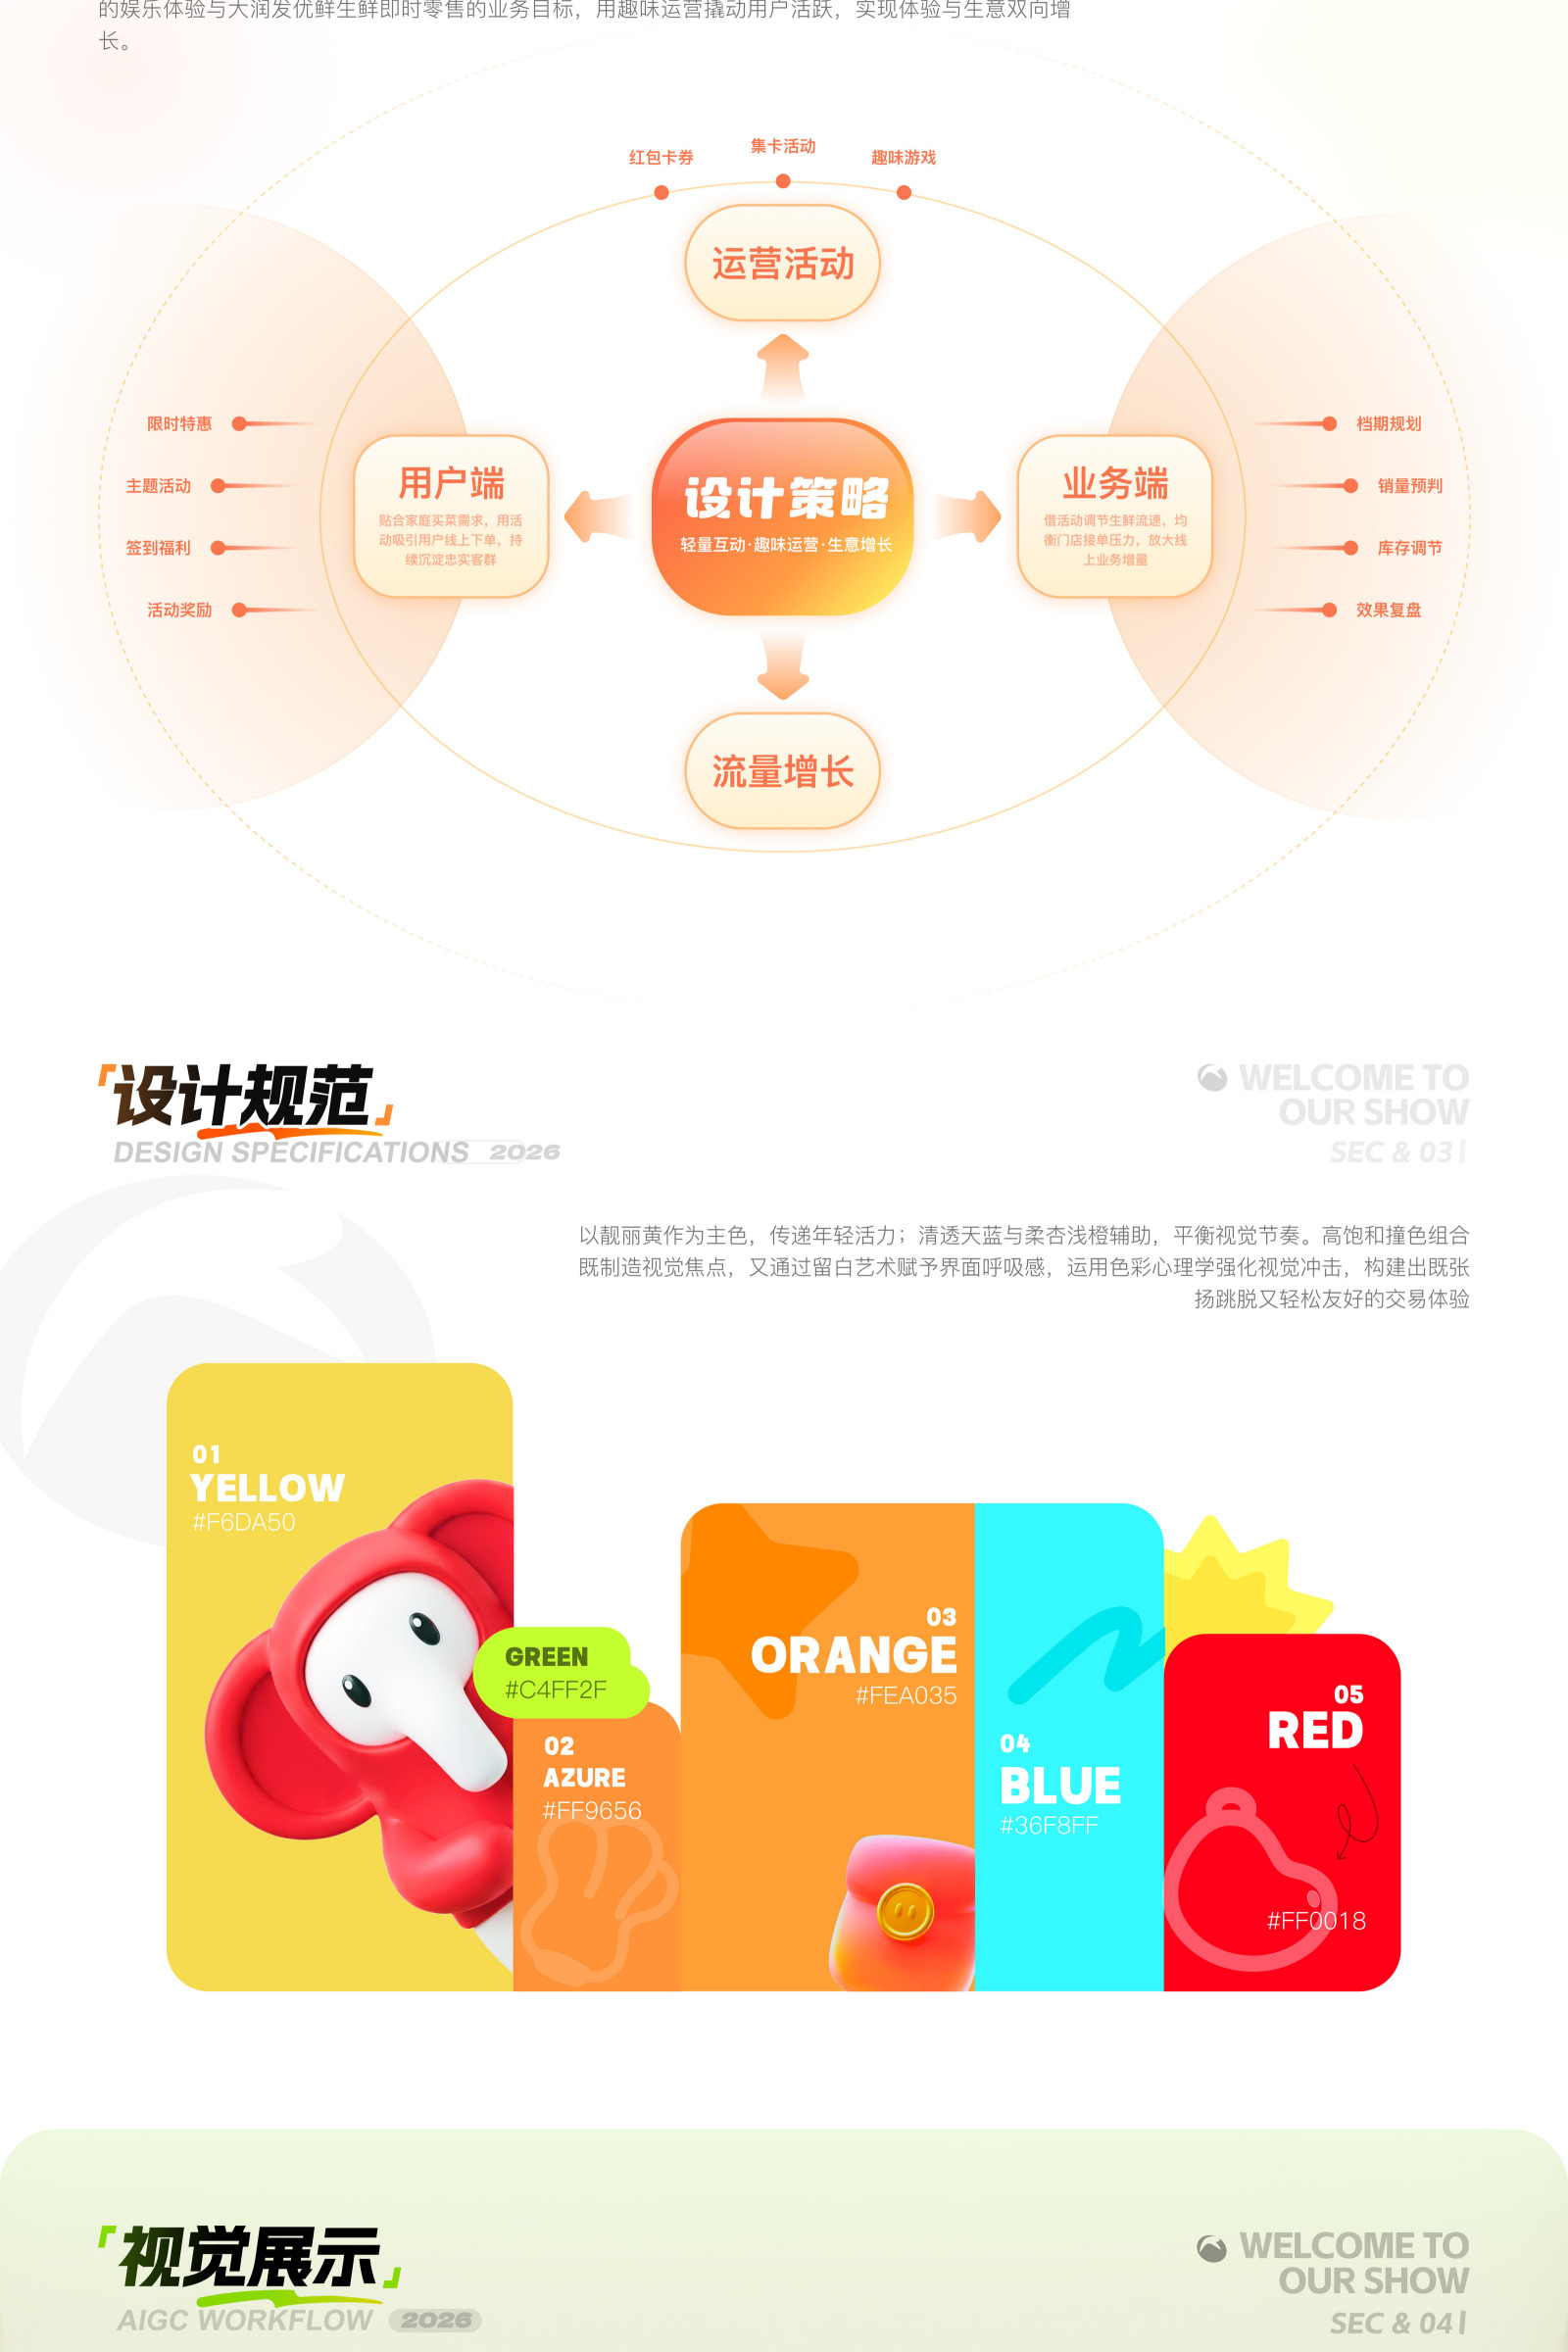 的娱乐体验与大润发优鲜生鲜即时零售的业务目标，用趣味运营撬动用户活跃，实现体验与生意双向增
长。
红包卡券
集卡活动
趣味游戏
运营活动
限时特惠
主题活动
签到福利
活动奖励
用户端
贴合家庭买菜需求，用活
动吸引用户线上下单，持
续沉淀忠实客群
设计策略
轻量互动·趣味运营·生意增长
业务端
借活动调节生鲜流速，均
衡门店接单压力，放大线
上业务增量
档期规划
销量预判
库存调节
效果复盘
流量增长
「设计规范」
DESIGN SPECIFICATIONS 2026
WELCOME TO
OUR SHOW
SEC & 03
以靓丽黄作为主色，传递年轻活力；清透天蓝与柔杏浅橙辅助，平衡视觉节奏。高饱和撞色组合
既制造视觉焦点，又通过留白艺术赋予界面呼吸感，运用色彩心理学强化视觉冲击，构建出既张
扬跳脱又轻松友好的交易体验
01
YELLOW
#F6DA50
GREEN
#C4FF2F
02
AZURE
#FF9656
03
ORANGE
#FEA035
04
BLUE
#36F8FF
05
RED
#FF0018
「视觉展示」
AIGC WORKFLOW 2026
WELCOME TO
OUR SHOW
SEC & 04